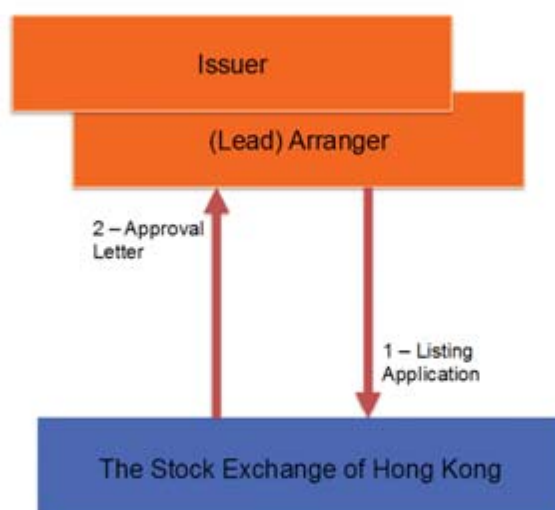 Issuer
(Lead) Arranger
2 – Approval
Letter
1 – Listing
Application
The Stock Exchange of Hong Kong